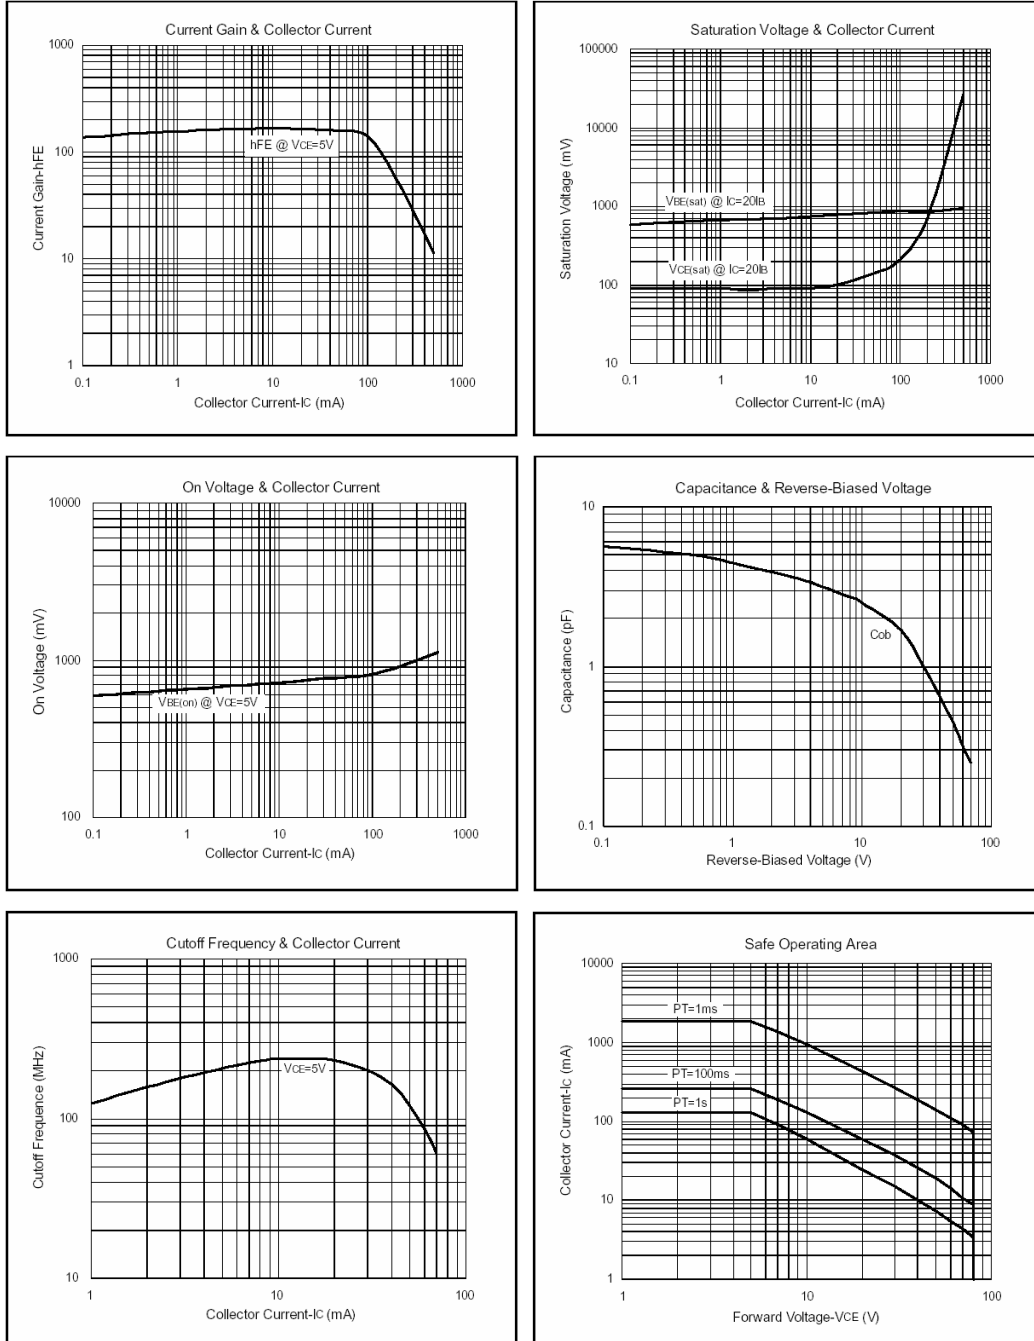 Current Gain & Collector Current
1000
100
10
1
hFE @ VCE=5V
Current Gain-hFE
0.1 1 10 100 1000
Collector Current-IC (mA)
Saturation Voltage & Collector Current
100000
10000
1000
100
10
VBE(sat) @ IC=20IB
VCE(sat) @ IC=20IB
Saturation Voltage (mV)
0.1 1 10 100 1000
Collector Current-IC (mA)
On Voltage & Collector Current
10000
1000
100
VBE(on) @ VCE=5V
On Voltage (mV)
0.1 1 10 100 1000
Collector Current-IC (mA)
Capacitance & Reverse-Biased Voltage
10
1
0.1
Cob
Capacitance (pF)
0.1 1 10 100
Reverse-Biased Voltage (V)
Cutoff Frequency & Collector Current
1000
100
10
VCE=5V
Cutoff Frequency (MHz)
1 10 100
Collector Current-IC (mA)
Safe Operating Area
10000
1000
100
10
1
PT=1ms
PT=100ms
PT=1s
Collector Current-IC (mA)
1 10 100
Forward Voltage-VCE (V)